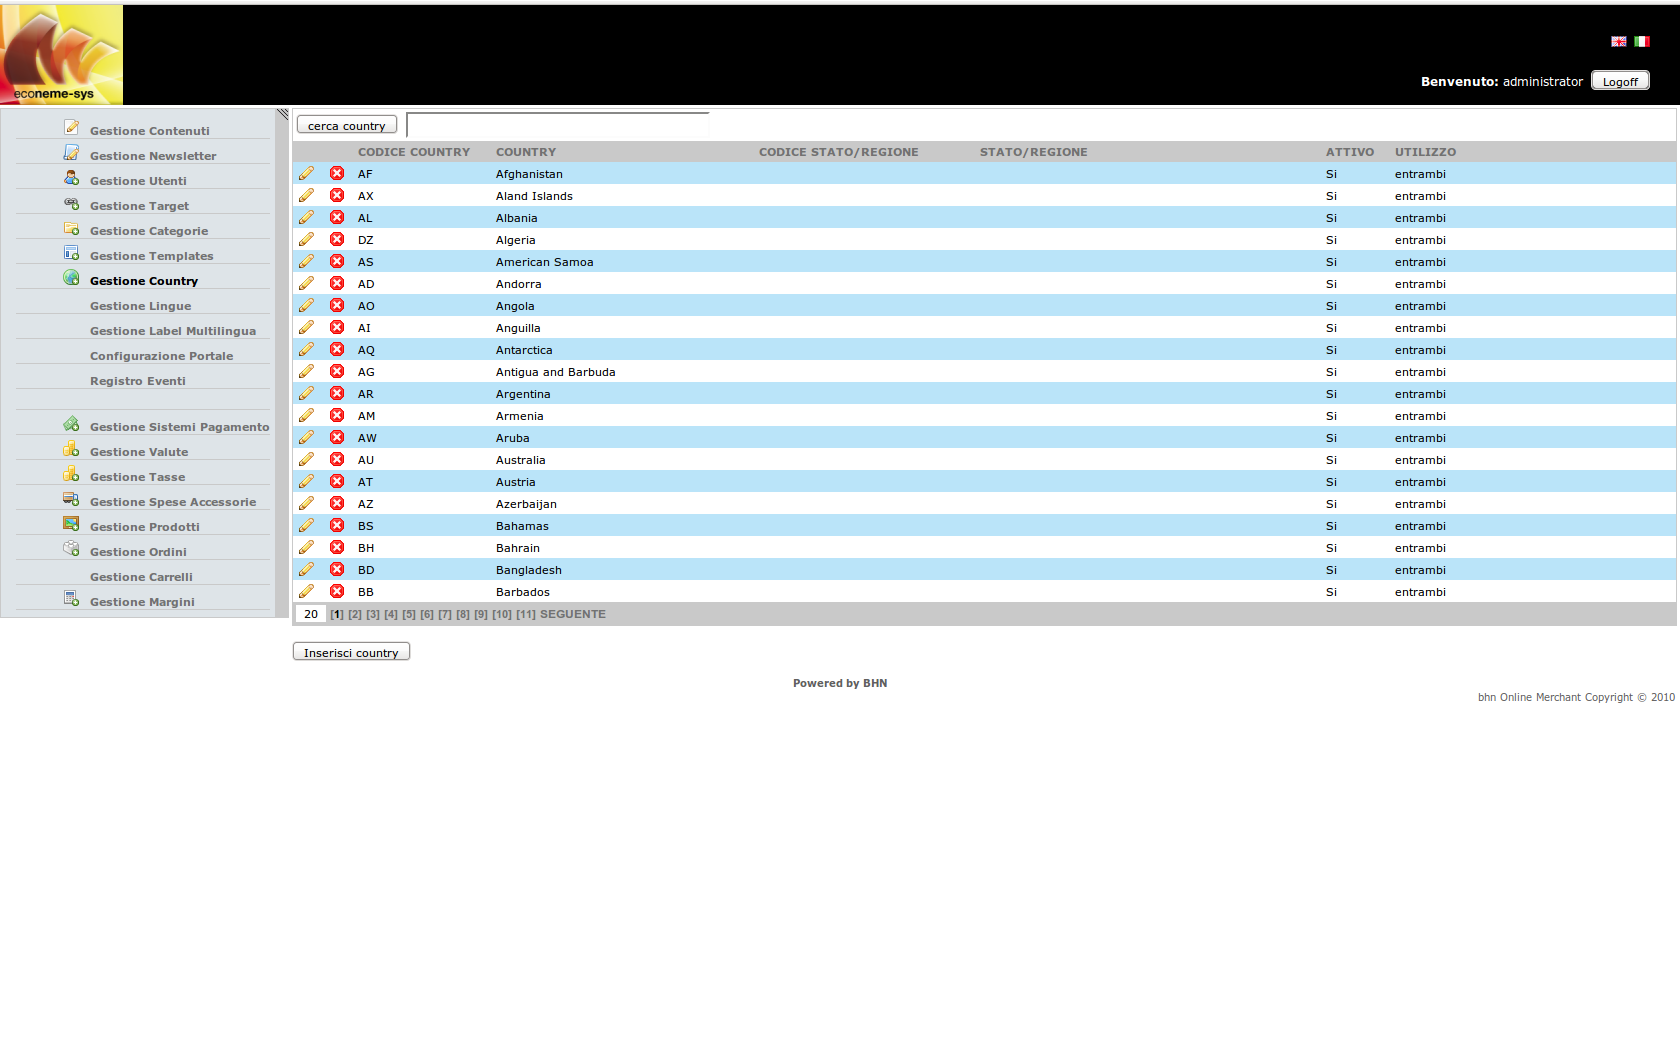 econeme-sys
Benvenuto: administrator Logoff
Gestione Contenuti
Gestione Newsletter
Gestione Utenti
Gestione Target
Gestione Categorie
Gestione Templates
Gestione Country
Gestione Lingue
Gestione Label Multilingua
Configurazione Portale
Registro Eventi
Gestione Sistemi Pagamento
Gestione Valute
Gestione Tasse
Gestione Spese Accessorie
Gestione Prodotti
Gestione Ordini
Gestione Carrelli
Gestione Margini
cerca country
CODICE COUNTRY COUNTRY CODICE STATO/REGIONE STATO/REGIONE ATTIVO UTILIZZO
AF Afghanistan Si entrambi
AX Aland Islands Si entrambi
AL Albania Si entrambi
DZ Algeria Si entrambi
AS American Samoa Si entrambi
AD Andorra Si entrambi
AO Angola Si entrambi
AI Anguilla Si entrambi
AQ Antarctica Si entrambi
AG Antigua and Barbuda Si entrambi
AR Argentina Si entrambi
AM Armenia Si entrambi
AW Aruba Si entrambi
AU Australia Si entrambi
AT Austria Si entrambi
AZ Azerbaijan Si entrambi
BS Bahamas Si entrambi
BH Bahrain Si entrambi
BD Bangladesh Si entrambi
BB Barbados Si entrambi
20 [1] [2] [3] [4] [5] [6] [7] [8] [9] [10] [11] SEGUENTE
Inserisci country
Powered by BHN
bhn Online Merchant Copyright © 2010